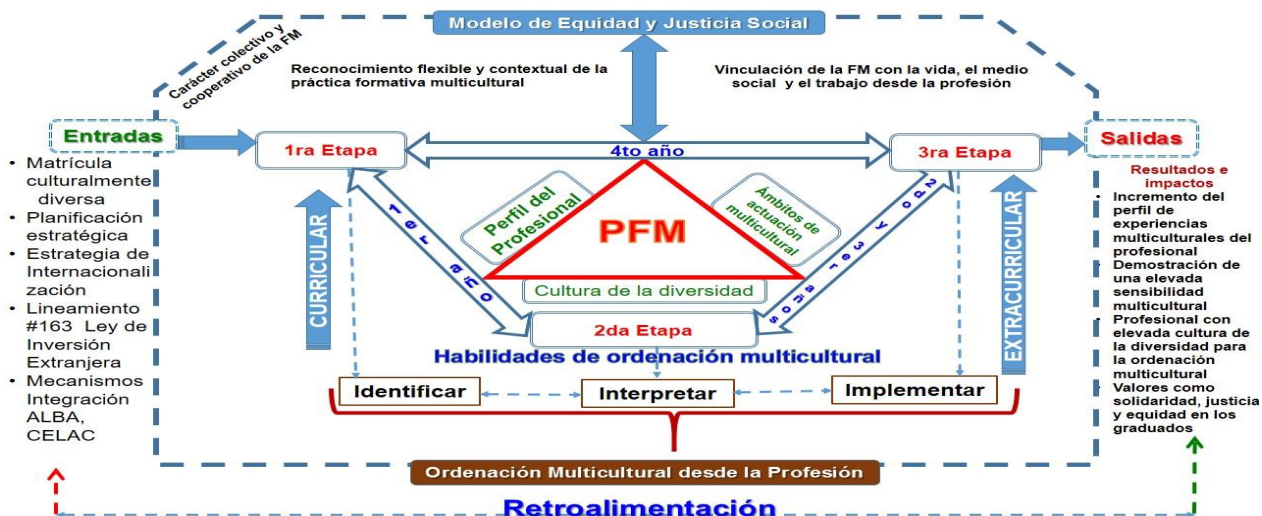 Modelo de Equidad y Justicia Social
Carácter colectivo y
cooperativo de la FM
Reconocimiento flexible y contextual de la
práctica formativa multicultural
Vinculación de la FM con la vida, el medio
social y el trabajo desde la profesión
Entradas
• Matrícula
culturalmente
diversa
• Planificación
estratégica
• Estrategia de
Internacionali
zación
• Lineamiento
#163 Ley de
Inversión
Extranjera
• Mecanismos
Integración
ALBA,
CELAC
1ra Etapa
4to año
3ra Etapa
1er año
2do y 3er años
Perfil del
Profesional
PFM
Ámbitos de
actuación
multicultural
Cultura de la diversidad
2da Etapa
CURRICULAR
EXTRACURRICULAR
Habilidades de ordenación multicultural
Identificar
Interpretar
Implementar
Ordenación Multicultural desde la Profesión
Retroalimentación
Salidas
Resultados e
impactos
• Incremento del
perfil de
experiencias
multiculturales del
profesional
• Demostración de
una elevada
sensibilidad
multicultural
• Profesional con
elevada cultura de
la diversidad para
la ordenación
multicultural
• Valores como
solidaridad, justicia
y equidad en los
graduados